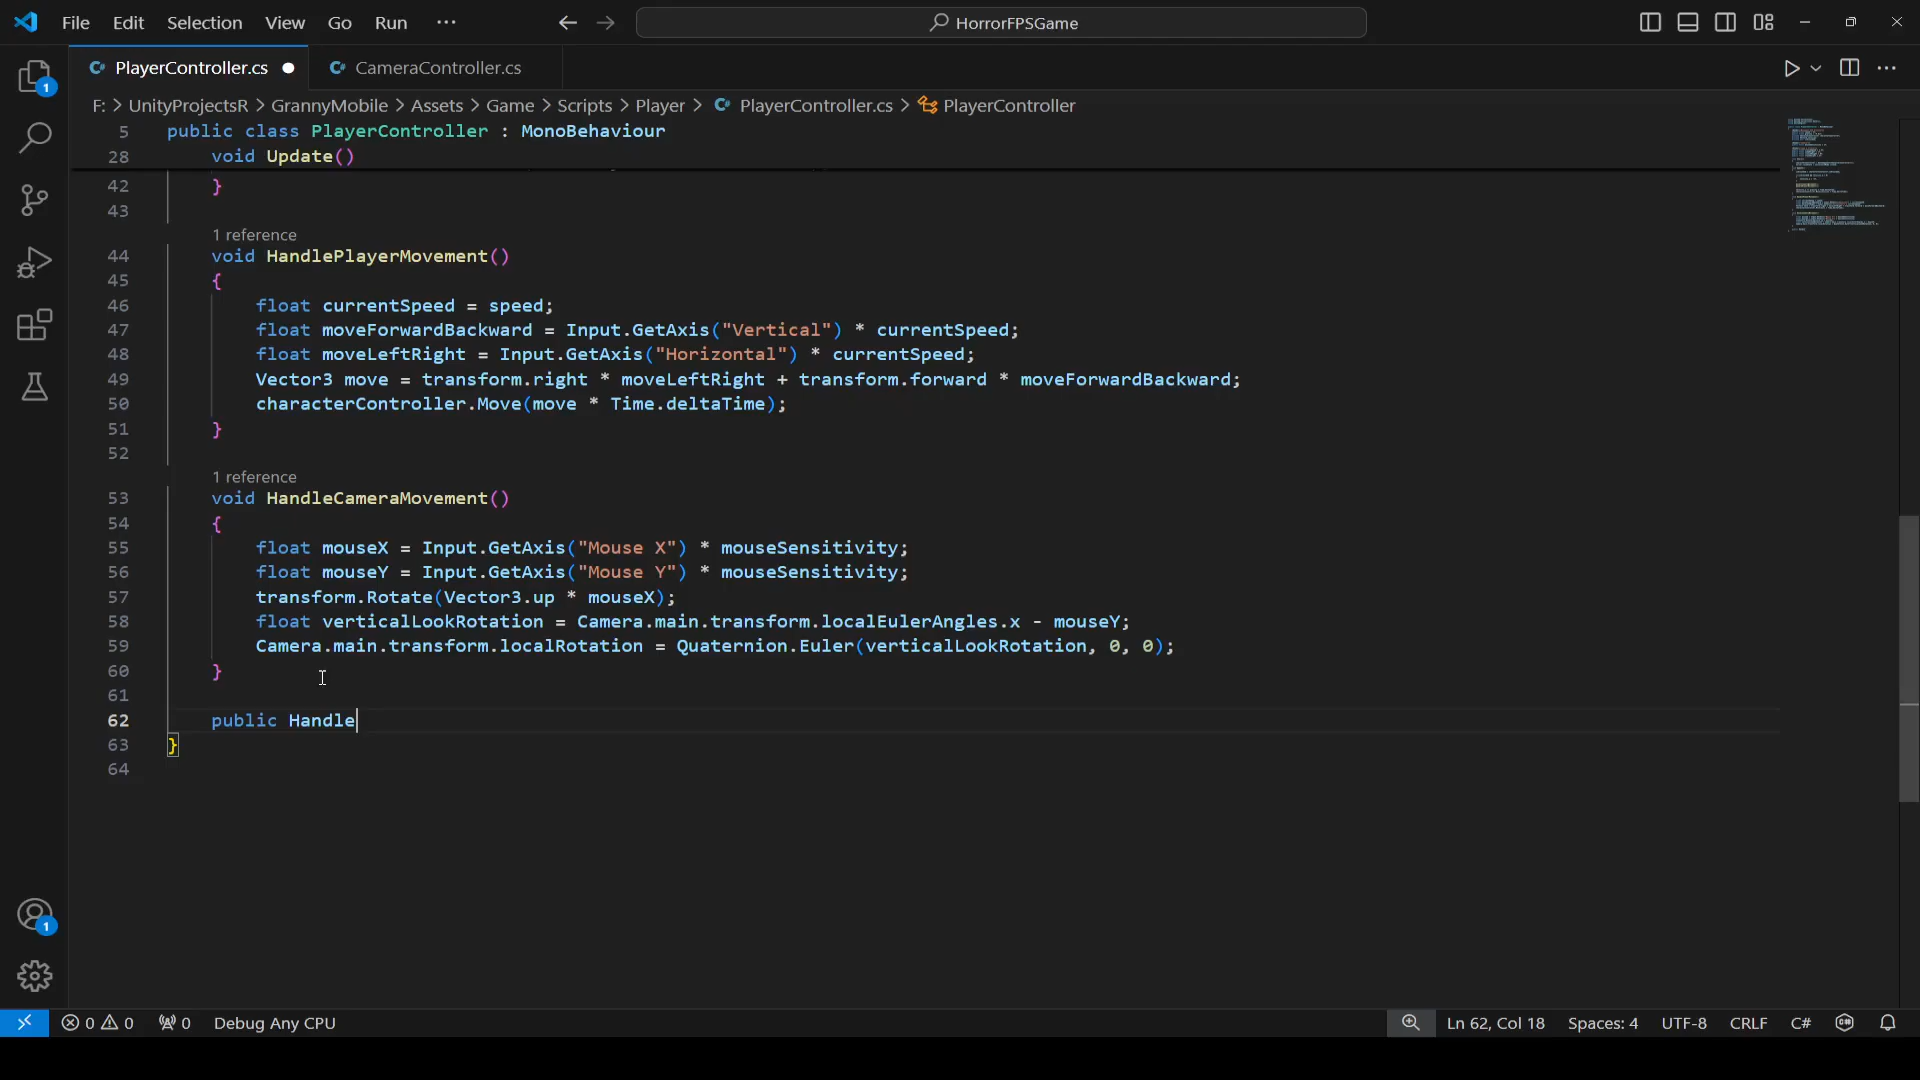 File Edit Selection View Go Run ··· HorrorFPSGame
PlayerController.cs CameraController.cs
F: > UnityProjectsR > GrannyMobile > Assets > Game > Scripts > Player > PlayerController.cs > PlayerController
5 public class PlayerController : MonoBehaviour
28 void Update()
42 }
43
1 reference
44 void HandlePlayerMovement()
45 {
46 float currentSpeed = speed;
47 float moveForwardBackward = Input.GetAxis("Vertical") * currentSpeed;
48 float moveLeftRight = Input.GetAxis("Horizontal") * currentSpeed;
49 Vector3 move = transform.right * moveLeftRight + transform.forward * moveForwardBackward;
50 characterController.Move(move * Time.deltaTime);
51 }
52
1 reference
53 void HandleCameraMovement()
54 {
55 float mouseX = Input.GetAxis("Mouse X") * mouseSensitivity;
56 float mouseY = Input.GetAxis("Mouse Y") * mouseSensitivity;
57 transform.Rotate(Vector3.up * mouseX);
58 float verticalLookRotation = Camera.main.transform.localEulerAngles.x - mouseY;
59 Camera.main.transform.localRotation = Quaternion.Euler(verticalLookRotation, 0, 0);
60 }
61
62 public Handle
63 }
64
1
1
0 0 0 Debug Any CPU Ln 62, Col 18 Spaces: 4 UTF-8 CRLF C#